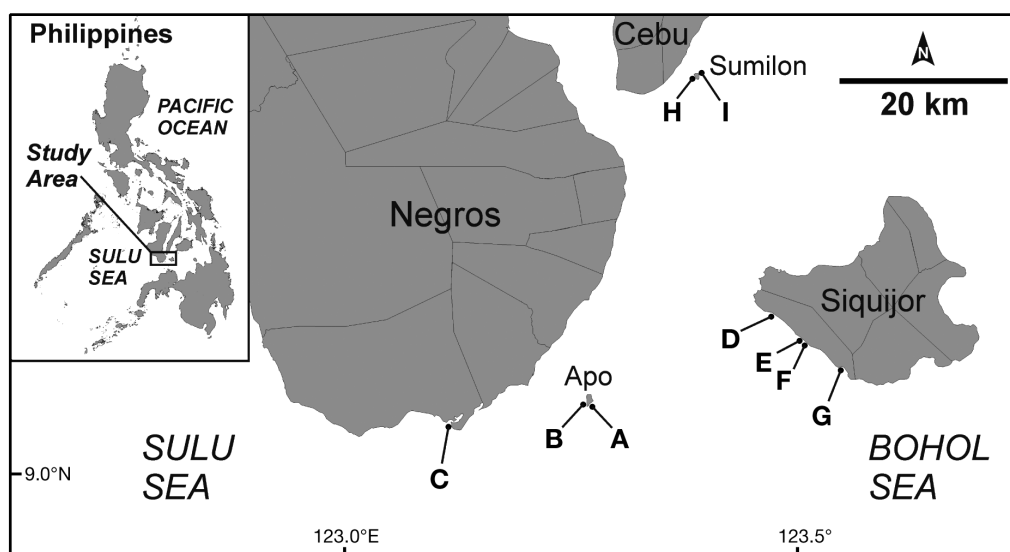 Philippines
PACIFIC
OCEAN
Study
Area
SULU
SEA
Cebu
Sumilon
H
I
N
20 km
Negros
Siquijor
D
E
F
G
Apo
B
A
C
SULU
SEA
BOHOL
SEA
9.0°N
123.0°E
123.5°